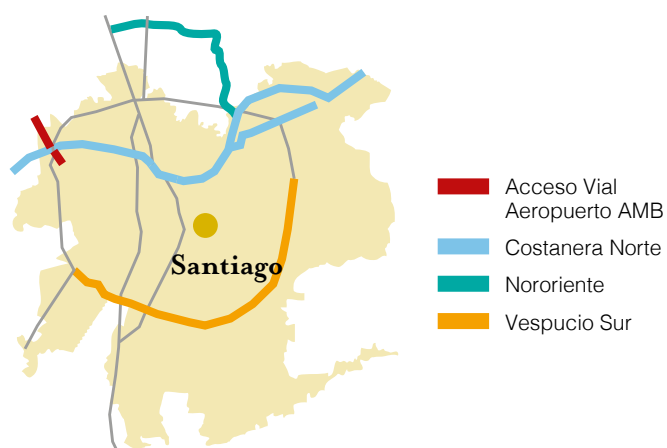 Santiago
Acceso Vial
Aeropuerto AMB
Costanera Norte
Nororiente
Vespucio Sur